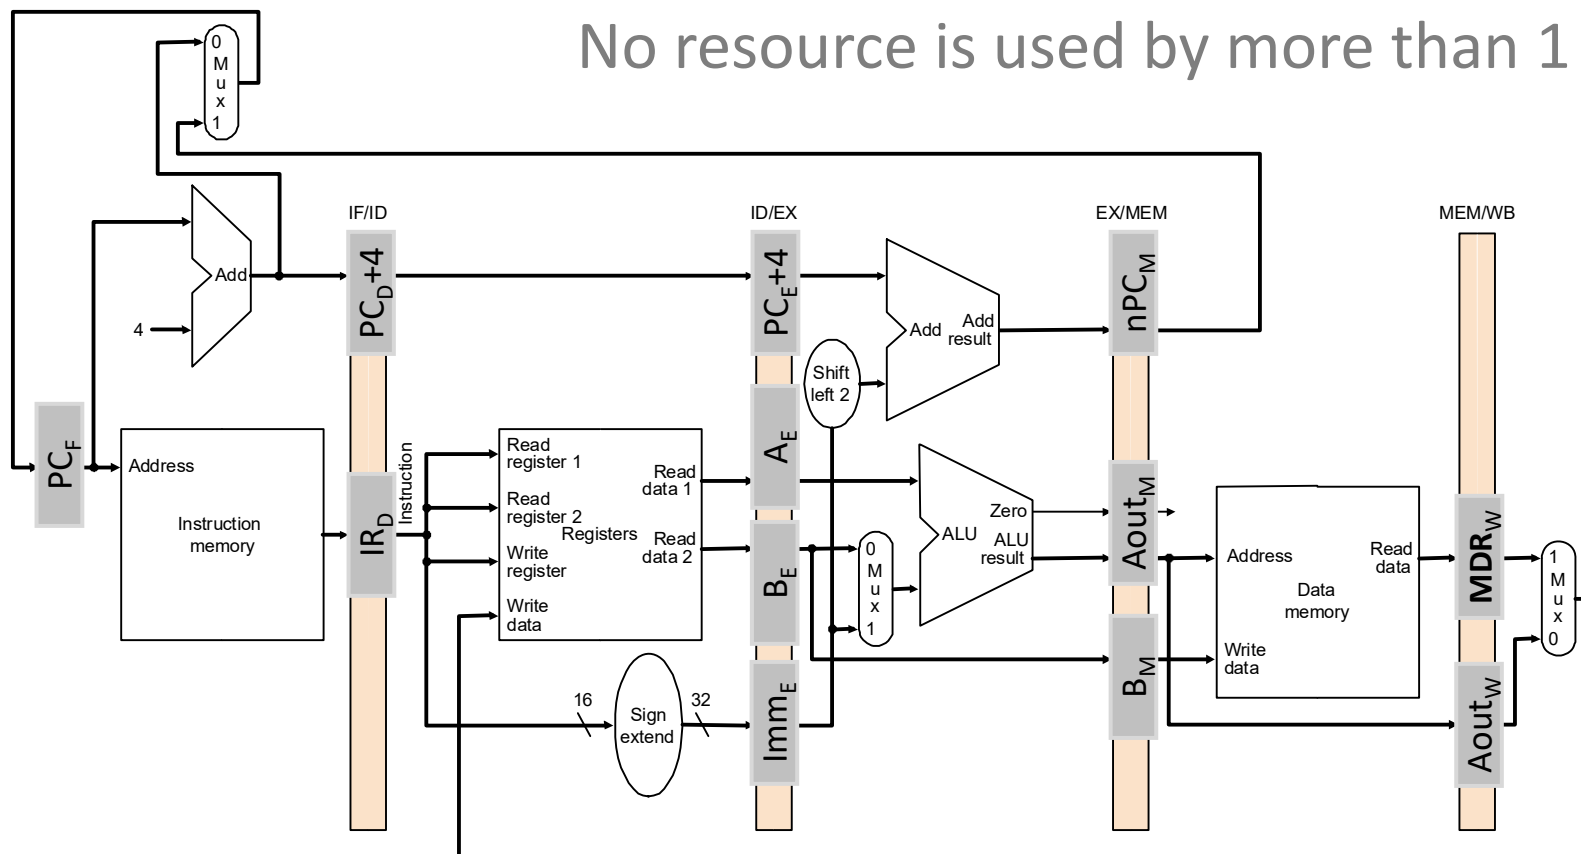 No resource is used by more than 1
0
M
u
x
1
IF/ID
ID/EX
EX/MEM
MEM/WB
Add
4
PC_D+4
PC_E+4
Add
Add
result
nPC_M
Shift
left 2
PC_F
Address
Instruction
memory
IR_D
Instruction
Read
register 1
Read
register 2
Write
register
Write
data
Registers
Read
data 1
Read
data 2
A_E
B_E
Imm_E
16
Sign
extend
32
0
M
u
x
1
ALU
Zero
ALU
result
Aout_M
B_M
Address
Write
data
Data
memory
Read
data
MDR_W
Aout_W
1
M
u
x
0